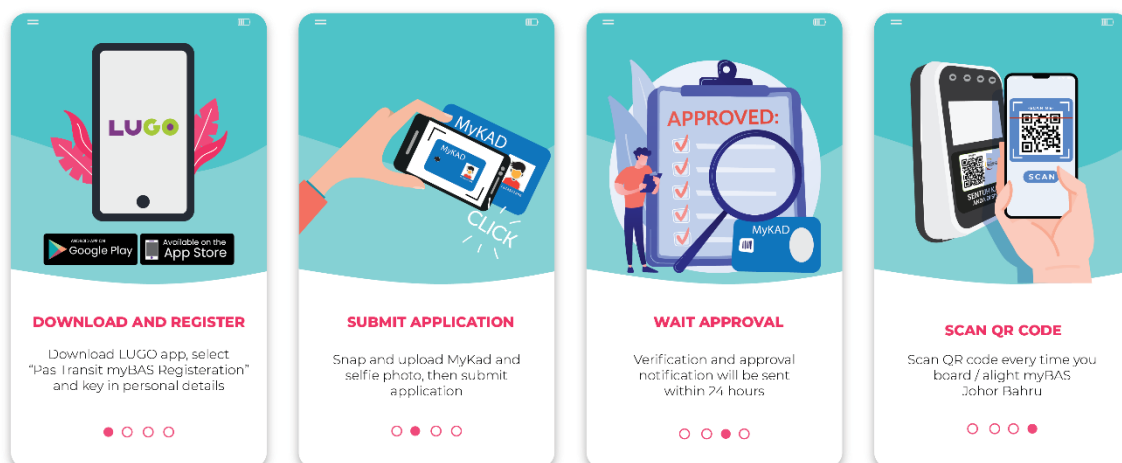 LUGO
Google Play
Available on the
App Store
DOWNLOAD AND REGISTER
Download LUGO app, select
“Pas Transit myBAS Registeration”
and key in personal details
MyKAD
MyKAD
CLICK
SUBMIT APPLICATION
Snap and upload MyKad and
selfie photo, then submit
application
APPROVED:
MyKAD
WAIT APPROVAL
Verification and approval
notification will be sent
within 24 hours
SCAN ME
SCAN
SENTUH
SCAN QR CODE
Scan QR code every time you
board / alight myBAS
Johor Bahru